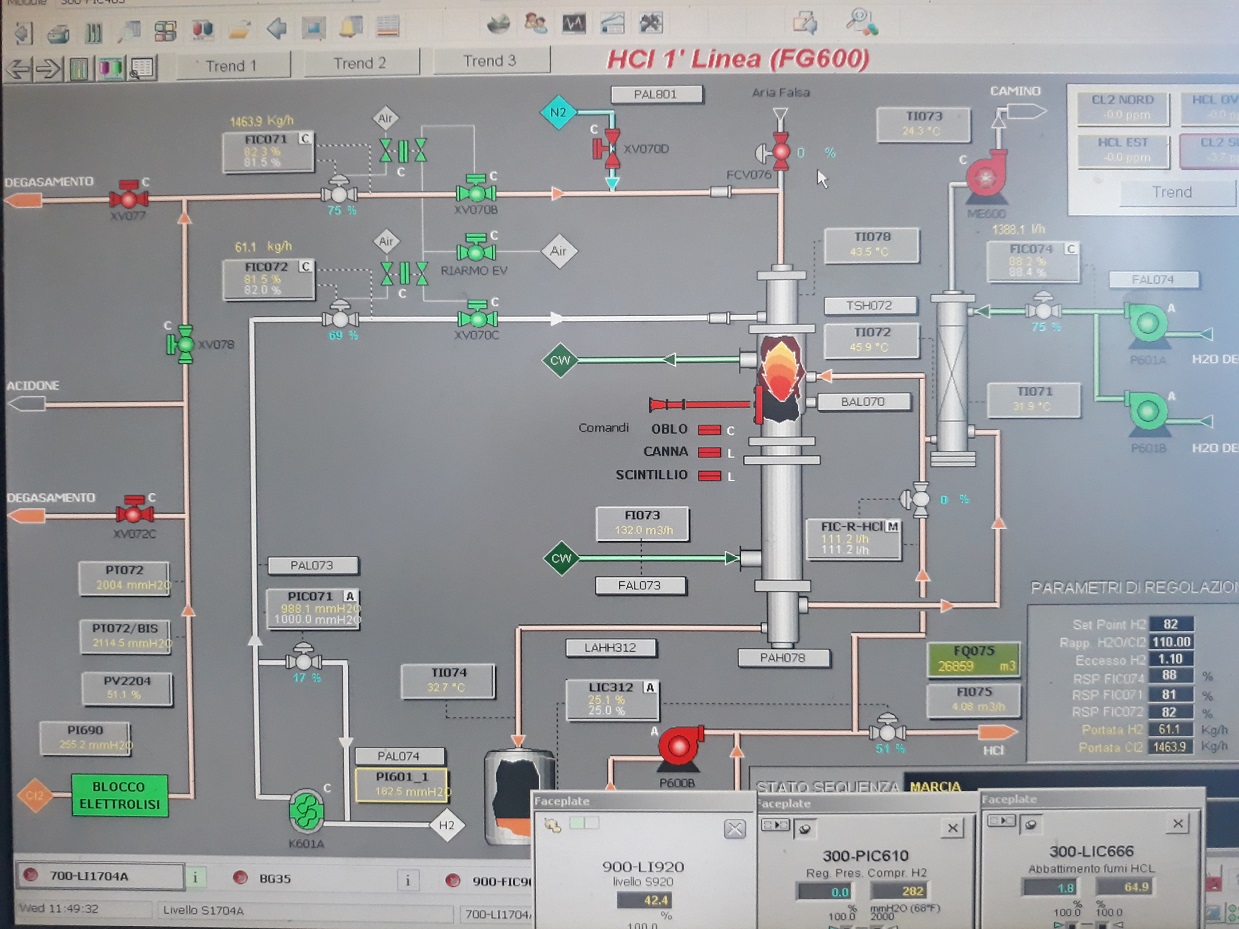 Trend 1
Trend 2
Trend 3
HCl 1' Linea (FG600)
1463.9 Kg/h
FIC071 C
82.3 %
81.5 %
Air
C
N2
PAL801
C
XV070D
Aria Falsa
0 %
FCV076
TI073
24.3 °C
CAMINO
C
ME600
CL2 NORD
-0.0 ppm
HCL EST
-0.0 ppm
Trend
DEGASAMENTO
C
XV077
75 %
C
XV070B
61.1 kg/h
FIC072 C
81.5 %
82.0 %
Air
C
C
RIARMO EV
Air
TI078
43.5 °C
1388.1 l/h
FIC074 C
88.2 %
88.4 %
FAL074
TSH072
TI072
45.9 °C
75 %
A
P601A
H2O DE
C
XV078
69 %
C
XV070C
CW
ACIDONE
BAL070
TI071
31.9 °C
A
P601B
H2O DE
Comandi
OBLO C
CANNA L
SCINTILLIO L
DEGASAMENTO
C
XV072C
FI073
132.0 m3/h
CW
FAL073
FIC-R-HCl M
111.2 l/h
111.2 l/h
0 %
PT072
2004 mmH2O
PT072/BIS
2114.5 mmH2O
PV2204
51.1 %
PI690
255.2 mmH2O
Cl2
BLOCCO
ELETTROLISI
PAL073
PIC071 A
988.1 mmH2O
1000.0 mmH2O
17 %
PAL074
PI601_1
182.5 mmH2O
C
K601A
H2
TI074
32.7 °C
LAHH312
LIC312 A
25.1 %
25.0 %
PAH078
A
P600B
FQ075
26859 m3
FI075
4.08 m3/h
51 %
HCl
PARAMETRI DI REGOLAZION
Set Point H2 82
Rapp. H2O/Cl2 110.00
Eccesso H2 1.10
RSP FIC074 88 %
RSP FIC071 81 %
RSP FIC072 82 %
Portata H2 61.1 Kg/h
Portata Cl2 1463.9 Kg/h
STATO SEQUENZA MARCIA
Faceplate
900-LI920
livello S920
42.4
%
100.0
Faceplate
300-PIC610
Reg. Pres. Compr. H2
0.0 282
% mmH2O (68°F)
100.0 2000
Faceplate
300-LIC666
Abbattimento fumi HCL
1.8 64.9
% %
100.0 100.0
700-LI1704A
i
BG35
i
Wed 11:49:32
Livello S1704A